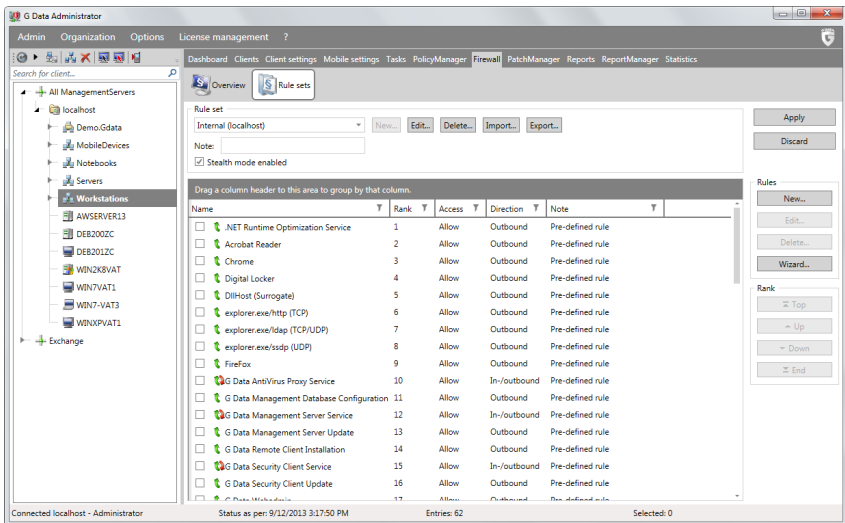 G Data Administrator
Admin Organization Options License management ?
Dashboard Clients Client settings Mobile settings Tasks PolicyManager Firewall PatchManager Reports ReportManager Statistics
Search for client...
Overview Rule sets
All ManagementServers
localhost
Demo.Gdata
MobileDevices
Notebooks
Servers
Workstations
AWSERVER13
DEB200ZC
DEB201ZC
WIN2K8VAT
WIN7VAT1
WIN7-VAT3
WINXPVAT1
Exchange
Rule set
Internal (localhost) New... Edit... Delete... Import... Export...
Note:
Stealth mode enabled
Apply
Discard
Drag a column header to this area to group by that column.
Name Rank Access Direction Note
.NET Runtime Optimization Service 1 Allow Outbound Pre-defined rule
Acrobat Reader 2 Allow Outbound Pre-defined rule
Chrome 3 Allow Outbound Pre-defined rule
Digital Locker 4 Allow Outbound Pre-defined rule
DllHost (Surrogate) 5 Allow Outbound Pre-defined rule
explorer.exe/http (TCP) 6 Allow Outbound Pre-defined rule
explorer.exe/ldap (TCP/UDP) 7 Allow Outbound Pre-defined rule
explorer.exe/ssdp (UDP) 8 Allow Outbound Pre-defined rule
FireFox 9 Allow Outbound Pre-defined rule
G Data AntiVirus Proxy Service 10 Allow In-/outbound Pre-defined rule
G Data Management Database Configuration 11 Allow Outbound Pre-defined rule
G Data Management Server Service 12 Allow In-/outbound Pre-defined rule
G Data Management Server Update 13 Allow Outbound Pre-defined rule
G Data Remote Client Installation 14 Allow Outbound Pre-defined rule
G Data Security Client Service 15 Allow In-/outbound Pre-defined rule
G Data Security Client Update 16 Allow Outbound Pre-defined rule
G Data Webadmin 17 Allow Outbound Pre-defined rule
Rules
New...
Edit...
Delete...
Wizard...
Rank
Top
Up
Down
End
Connected localhost - Administrator Status as per: 9/12/2013 3:17:50 PM Entries: 62 Selected: 0